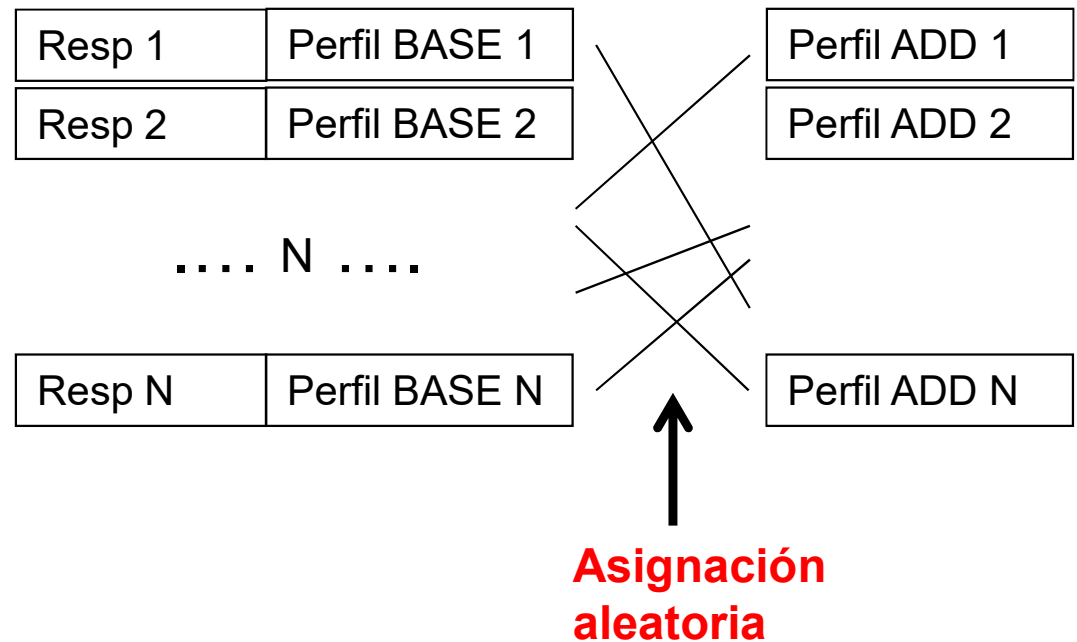 Resp 1 Perfil BASE 1 Perfil ADD 1
Resp 2 Perfil BASE 2 Perfil ADD 2
.... N ....
Resp N Perfil BASE N Perfil ADD N
Asignación
aleatoria